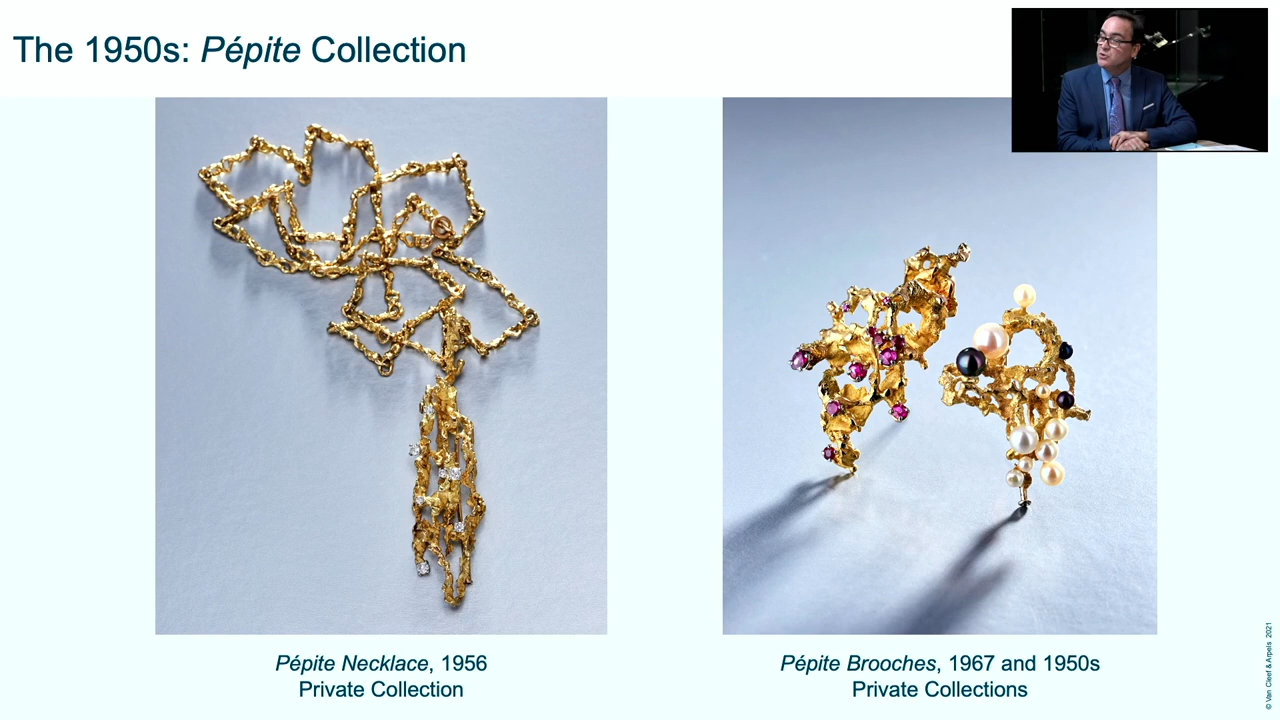 The 1950s: Pépite Collection
Pépite Necklace, 1956
Private Collection
Pépite Brooches, 1967 and 1950s
Private Collections
© Van Cleef & Arpels 2021